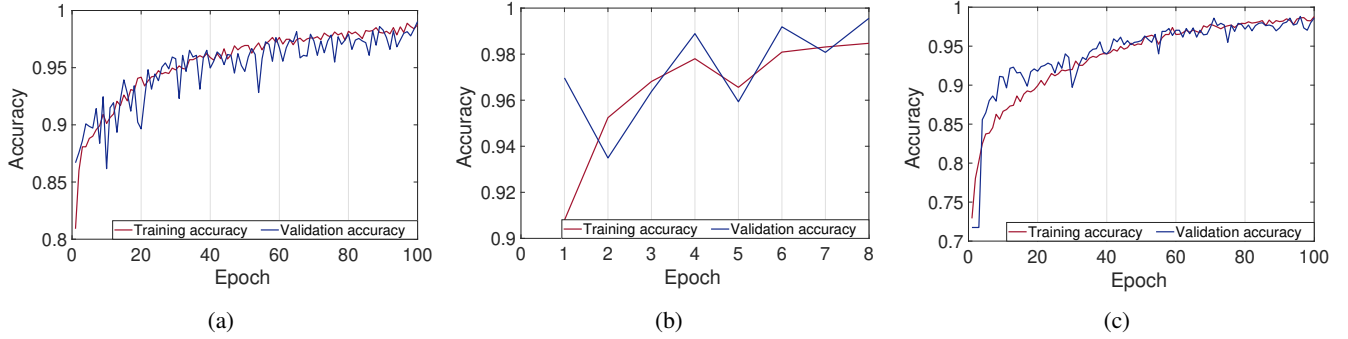 1
0.95
0.9
0.85
0.8
Accuracy
Training accuracy Validation accuracy
0 20 40 60 80 100
Epoch
(a)
1
0.98
0.96
0.94
0.92
0.9
Accuracy
Training accuracy Validation accuracy
1 2 3 4 5 6 7 8
Epoch
(b)
1
0.95
0.9
0.85
0.8
0.75
0.7
Accuracy
Training accuracy Validation accuracy
0 20 40 60 80 100
Epoch
(c)